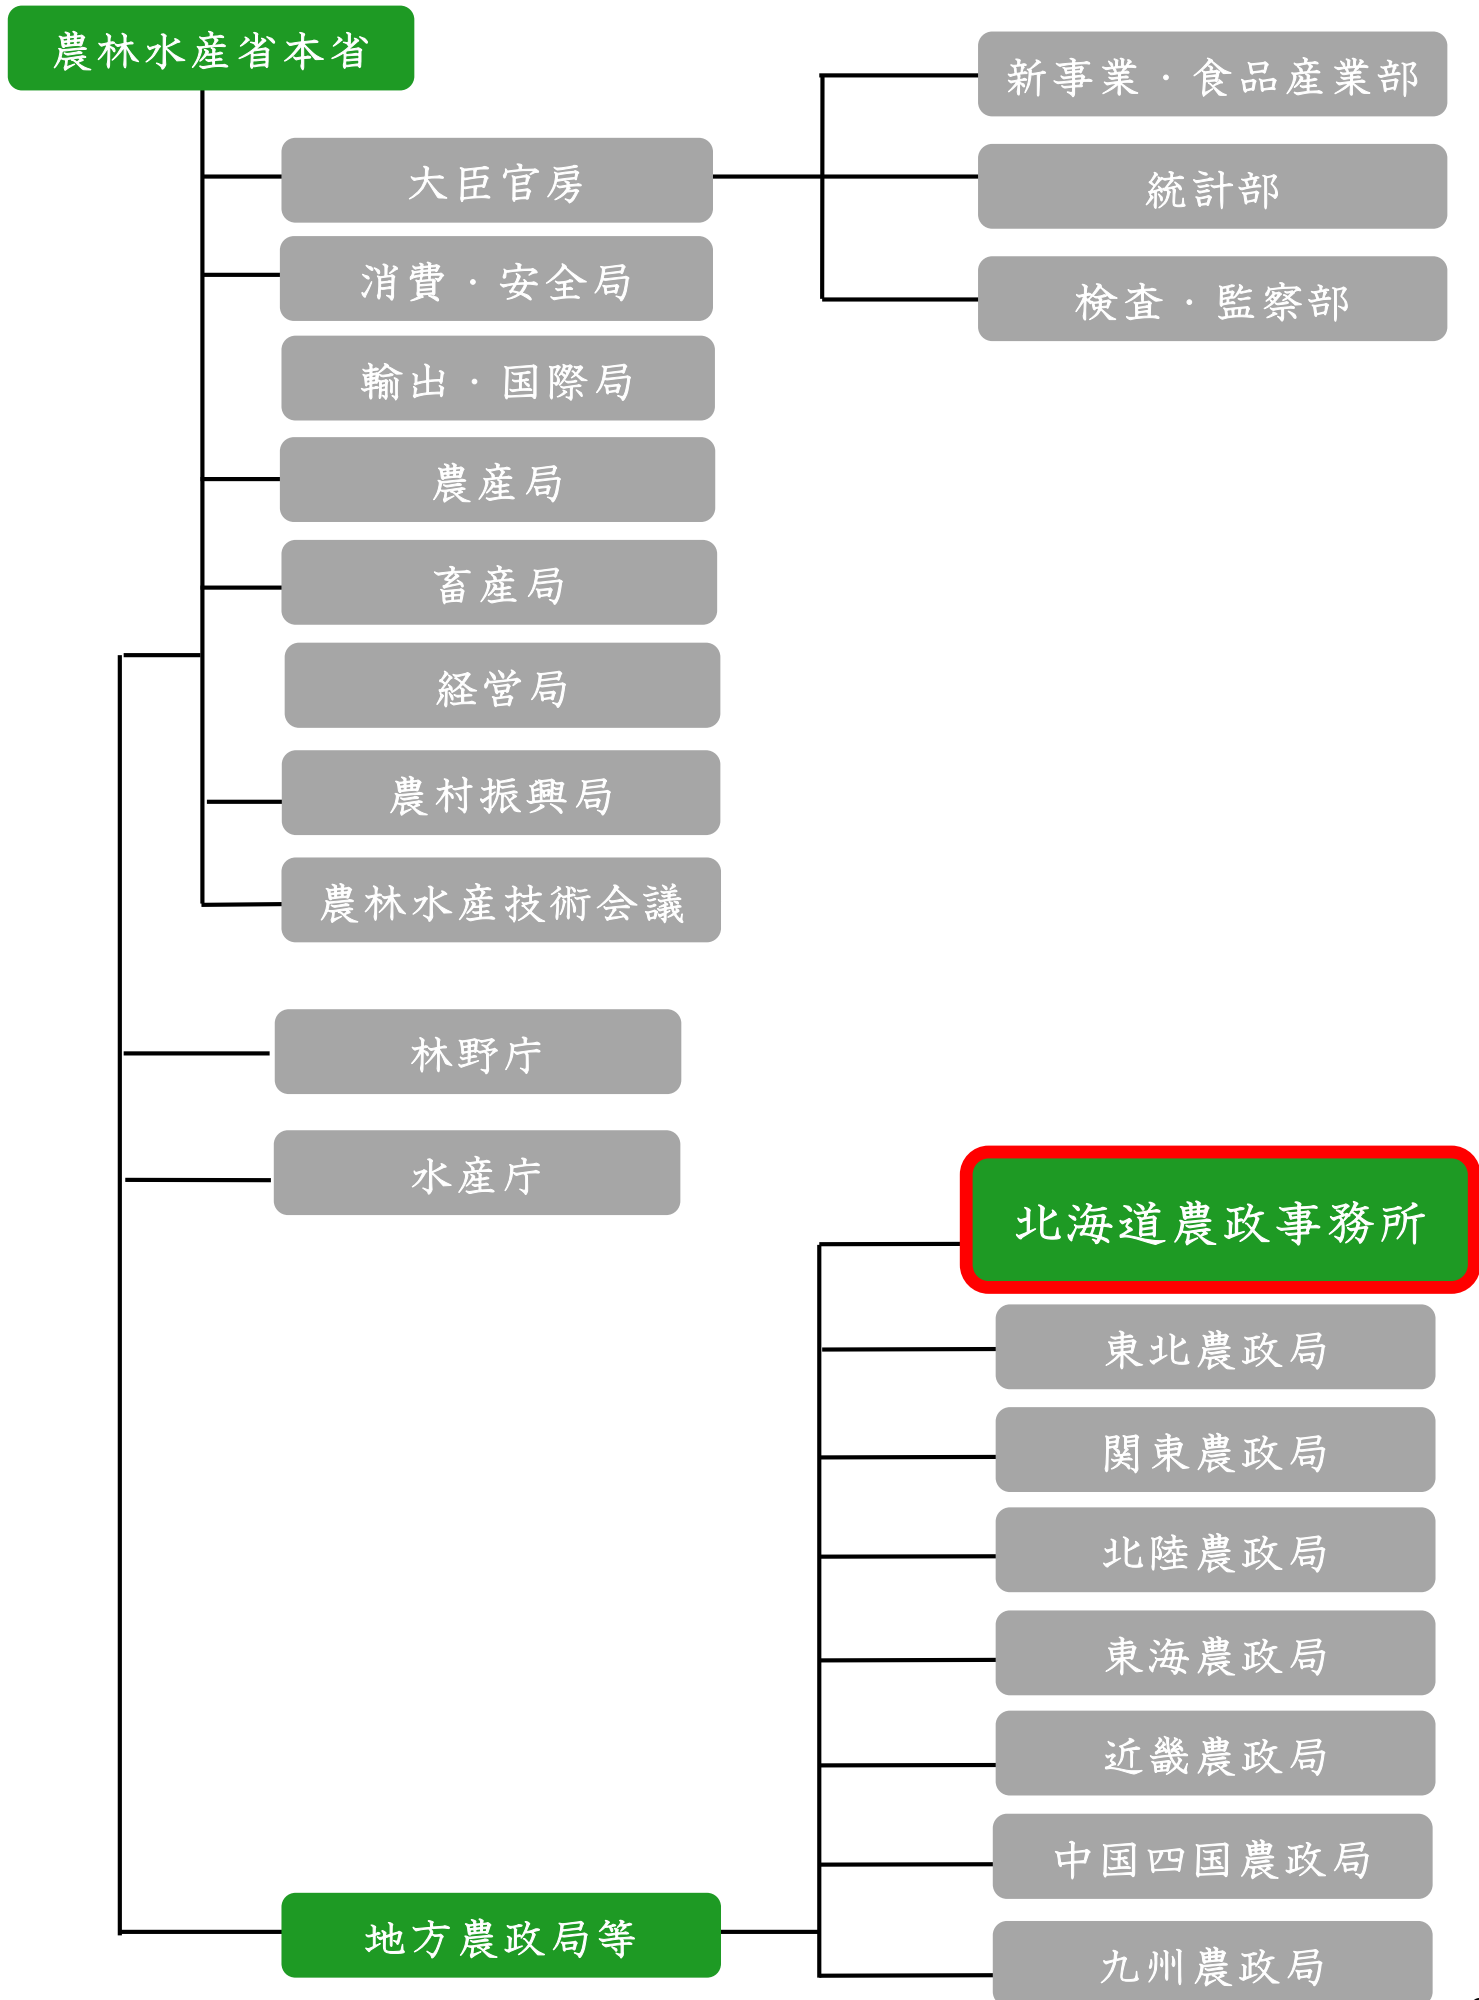 農林水産省本省
大臣官房
新事業・食品産業部
統計部
検査・監察部
消費・安全局
輸出・国際局
農産局
畜産局
経営局
農村振興局
農林水産技術会議
林野庁
水産庁
地方農政局等
北海道農政事務所
東北農政局
関東農政局
北陸農政局
東海農政局
近畿農政局
中国四国農政局
九州農政局